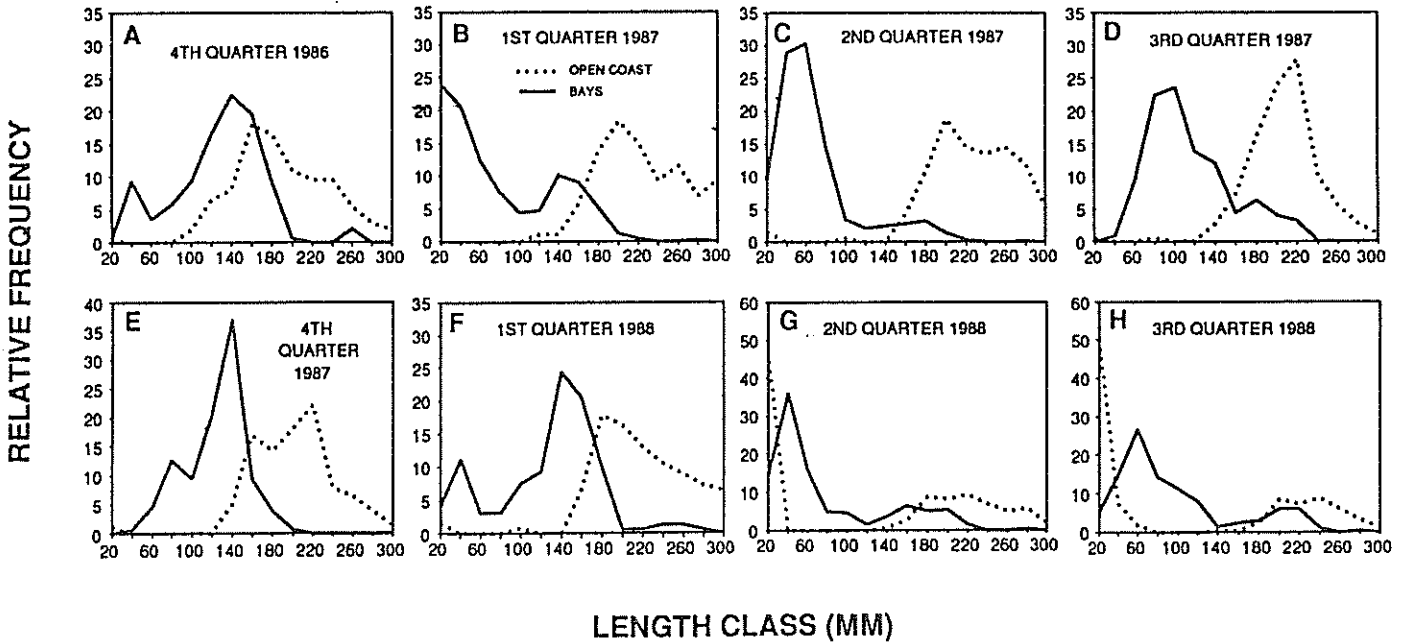 RELATIVE FREQUENCY
A
4TH QUARTER 1986
35
30
25
20
15
10
5
0
20 60 100 140 180 220 260 300
B
1ST QUARTER 1987
OPEN COAST
BAYS
35
30
25
20
15
10
5
0
20 60 100 140 180 220 260 300
C
2ND QUARTER 1987
35
30
25
20
15
10
5
0
20 60 100 140 180 220 260 300
D
3RD QUARTER 1987
35
30
25
20
15
10
5
0
20 60 100 140 180 220 260 300
E
4TH
QUARTER
1987
40
35
30
25
20
15
10
5
0
20 60 100 140 180 220 260 300
F
1ST QUARTER 1988
35
30
25
20
15
10
5
0
20 60 100 140 180 220 260 300
G
2ND QUARTER 1988
60
50
40
30
20
10
0
20 60 100 140 180 220 260 300
H
3RD QUARTER 1988
60
50
40
30
20
10
0
20 60 100 140 180 220 260 300
LENGTH CLASS (MM)